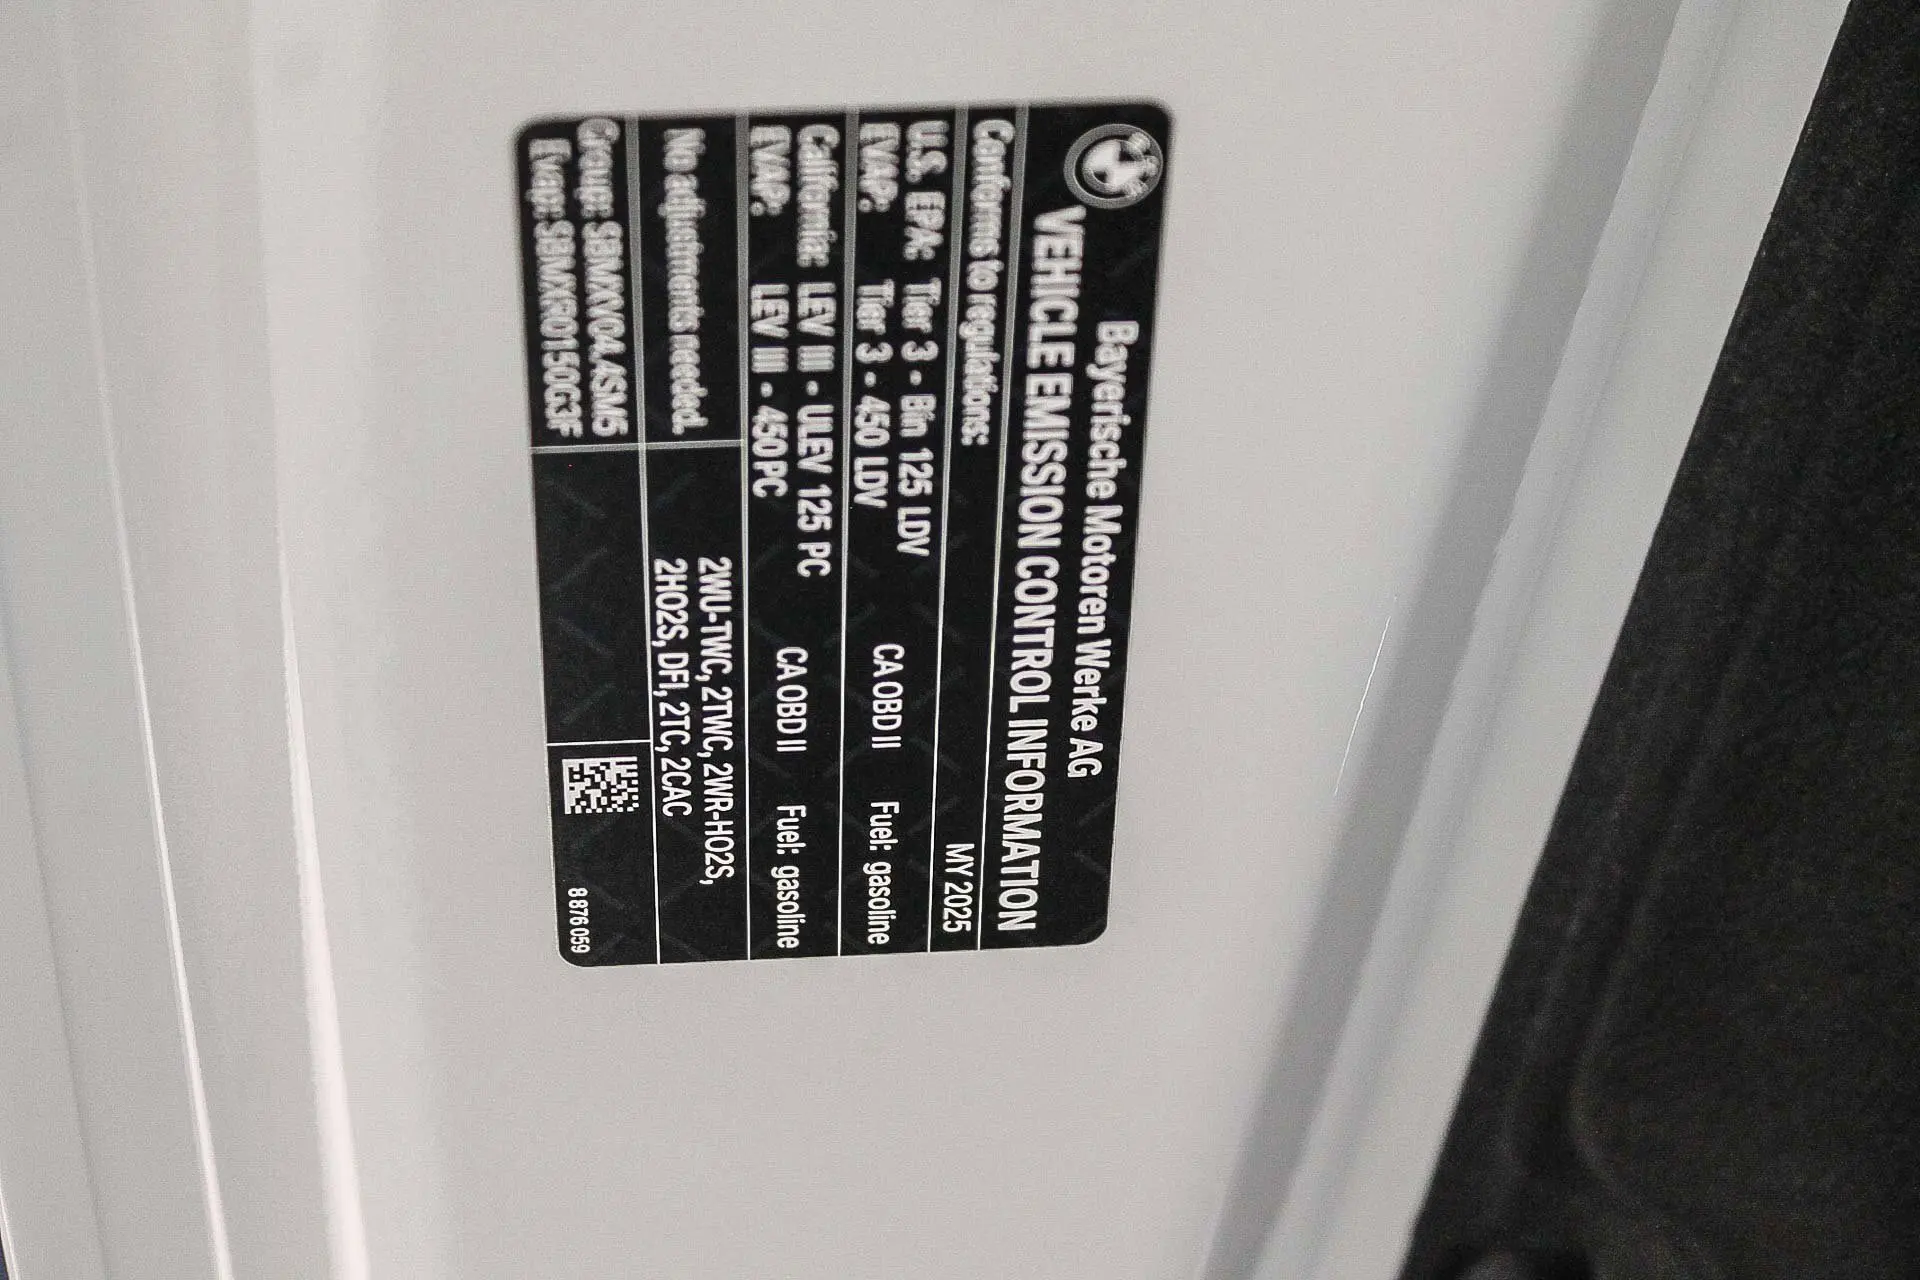 Bayerische Motoren Werke AG
VEHICLE EMISSION CONTROL INFORMATION
Conforms to regulations: MY 2025
U.S. EPA: Tier 3 - Bin 125 LDV CA OBD II Fuel: gasoline
EVAP: Tier 3 - 450 LDV
California: LEV III - ULEV 125 PC CA OBD II Fuel: gasoline
EVAP: LEV III - 450 PC
No adjustments needed.
2WU-TWC, 2TWC, 2WR-HO2S,
2HO2S, DFI, 2TC, 2CAC
Group: SBMXV04.4SM5
Evap: SBMXR0150G3F
8 876 059